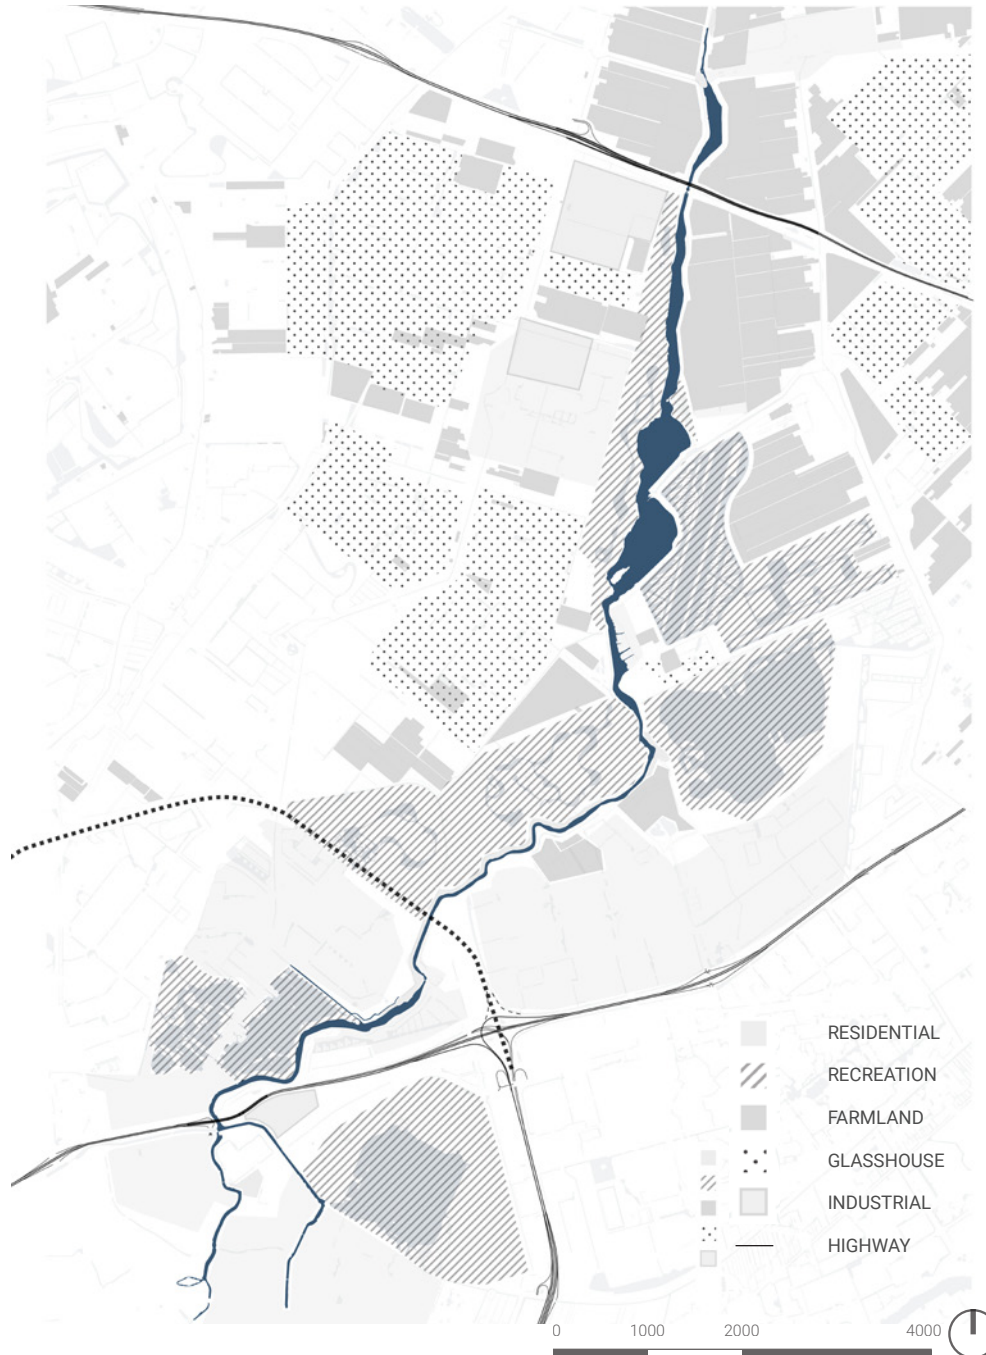 RESIDENTIAL
RECREATION
FARMLAND
GLASSHOUSE
INDUSTRIAL
HIGHWAY
0 1000 2000 4000